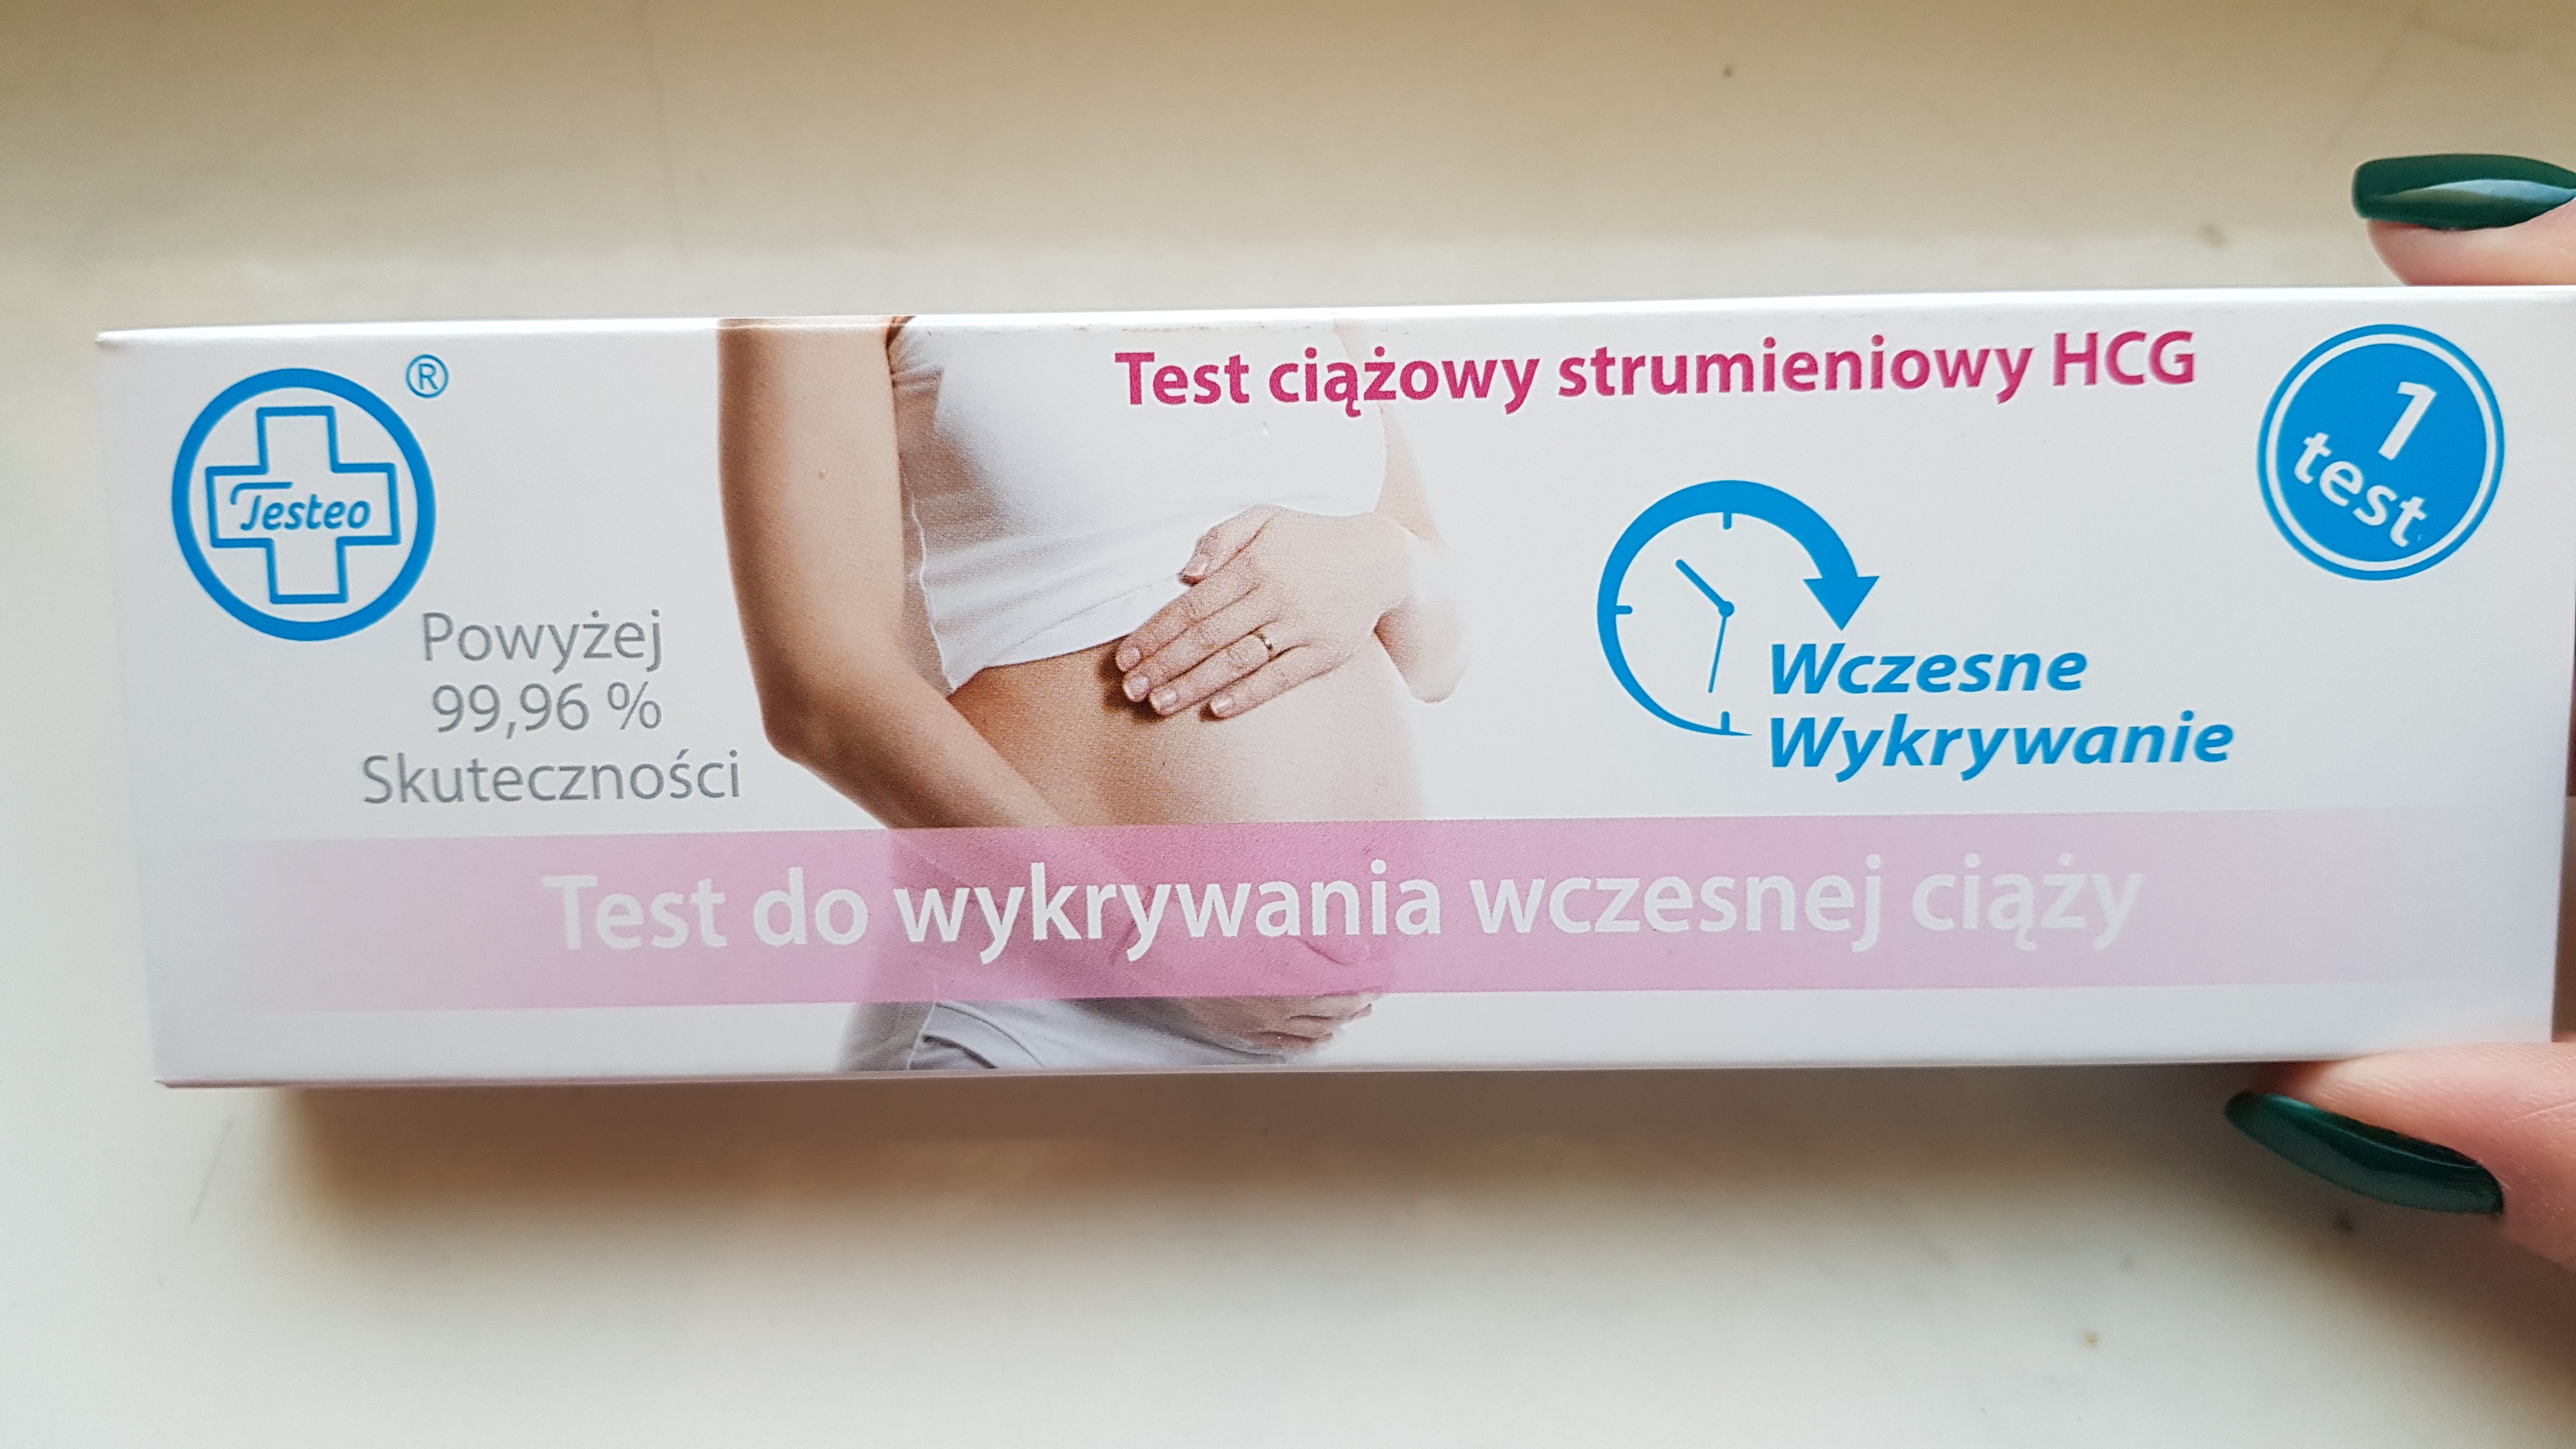 ®
Testeo
Powyżej
99,96 %
Skuteczności
Test ciążowy strumieniowy HCG
1
test
Wczesne
Wykrywanie
Test do wykrywania wczesnej ciąży